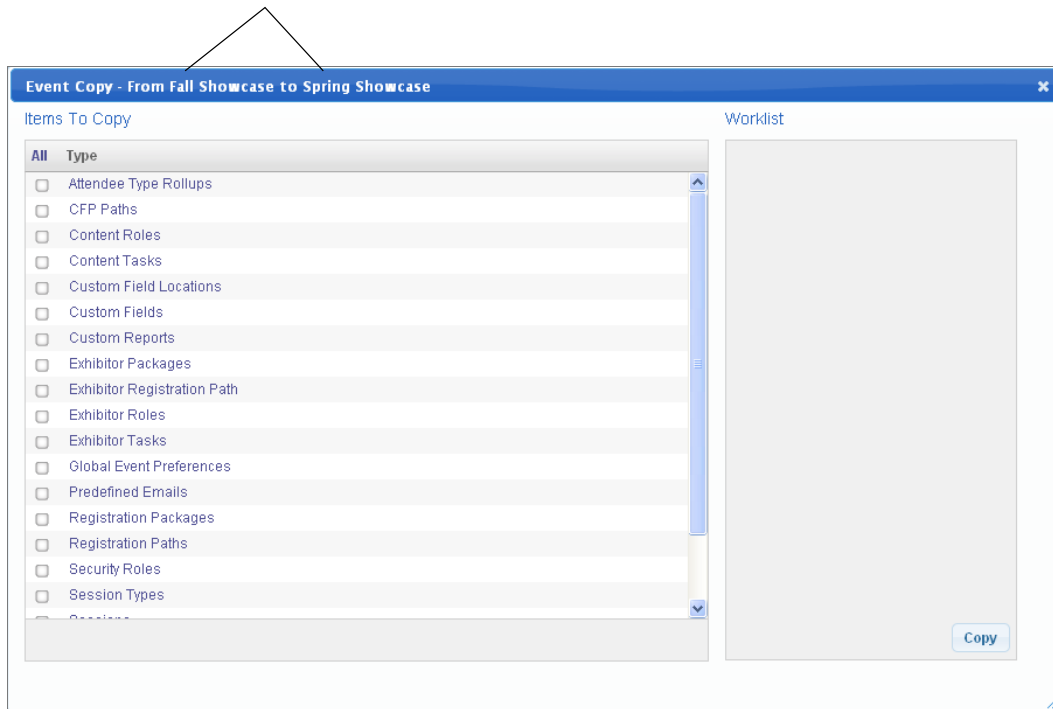 Event Copy - From Fall Showcase to Spring Showcase
Items To Copy
Worklist
All Type
Attendee Type Rollups
CFP Paths
Content Roles
Content Tasks
Custom Field Locations
Custom Fields
Custom Reports
Exhibitor Packages
Exhibitor Registration Path
Exhibitor Roles
Exhibitor Tasks
Global Event Preferences
Predefined Emails
Registration Packages
Registration Paths
Security Roles
Session Types
Copy